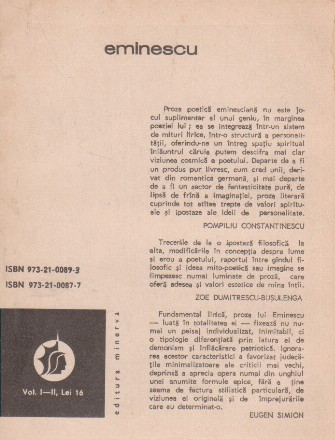 eminescu
Proza poetică eminesciană nu este jo-
cul suplimentar al unui geniu, în marginea
poeziei lui ; ea se integrează într-un sistem
de mituri lirice, într-o structură a personali-
tății, oferindu-ne un întreg spațiu spiritual
înlăuntrul căruia putem descifra mai clar
viziunea cosmică a poetului. Departe de a fi
un produs pur livresc, cum cred unii, deri-
vat din romantica germană, și mai departe
de a fi un sector de fantasticitate pură, de
lipsă de frînă a imaginației, proza literară
cuprinde tot atîtea trepte de valori spiritu-
ale și ipostaze ale ideii de personalitate.
POMPILIU CONSTANTINESCU
Trecerile de la o ipostază filosofică la
alta, modificările în concepția despre lume
și erou a poetului, raportul între gîndul fi-
losofic și ideea mito-poetică sau imagine se
limpezesc numai luminate de proză, care
oferă adesea și valori estetice de mîna întîi.
ZOE DUMITRESCU-BUȘULENGA
Fundamental lirică, proza lui Eminescu
— luată în totalitatea ei — fixează nu nu-
mai un peisaj individualizat, inimitabil, ci
o tipologie diferențiată prin latura ei de
demonism și înflăcărare patriotică. Ignora-
rea acestor caracteristici a favorizat judecă-
țile minimalizatoare ale criticii mai vechi,
deprinsă a aprecia opera numai din unghiul
unei anumite formule epice, fără a ține
seama de factura stilistică particulară, de
viziunea ei originală și de împrejurările
care au determinat-o.
EUGEN SIMION
ISBN 973-21-0089-3
ISBN 973-21-0087-7
editura minerva
Vol. I—II, Lei 16